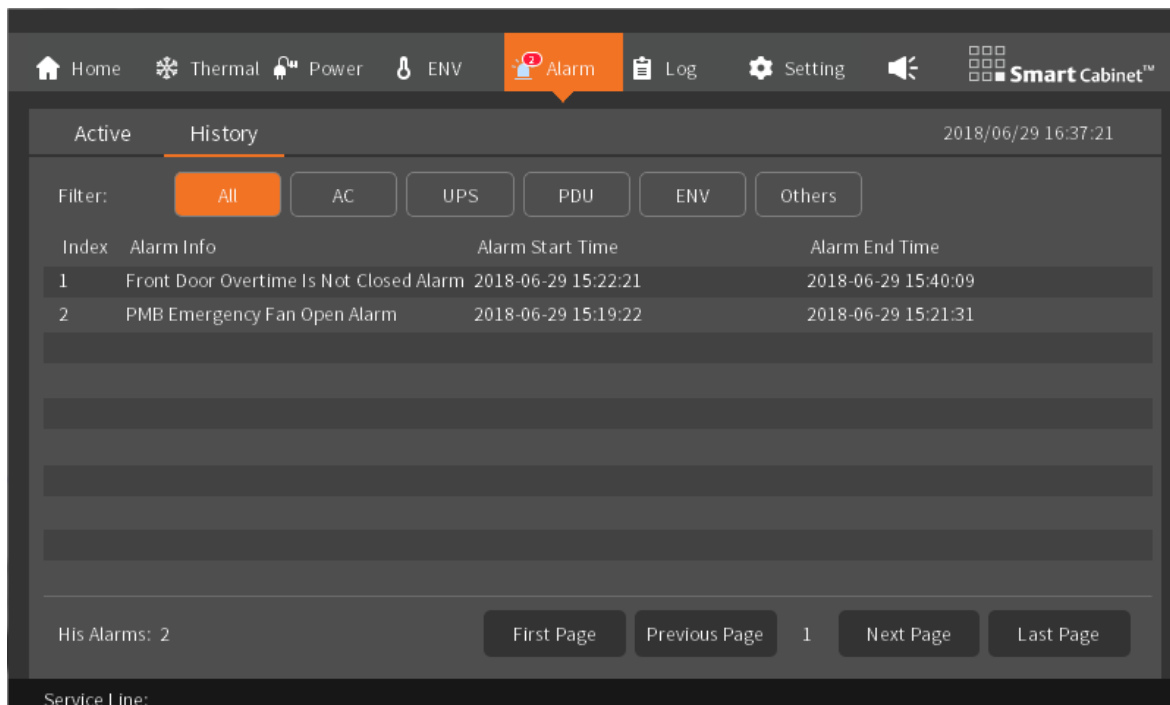 Home Thermal Power ENV 2 Alarm Log Setting Smart Cabinet™
Active History 2018/06/29 16:37:21
Filter: All AC UPS PDU ENV Others
Index Alarm Info Alarm Start Time Alarm End Time
1 Front Door Overtime Is Not Closed Alarm 2018-06-29 15:22:21 2018-06-29 15:40:09
2 PMB Emergency Fan Open Alarm 2018-06-29 15:19:22 2018-06-29 15:21:31
His Alarms: 2 First Page Previous Page 1 Next Page Last Page
Service Line: